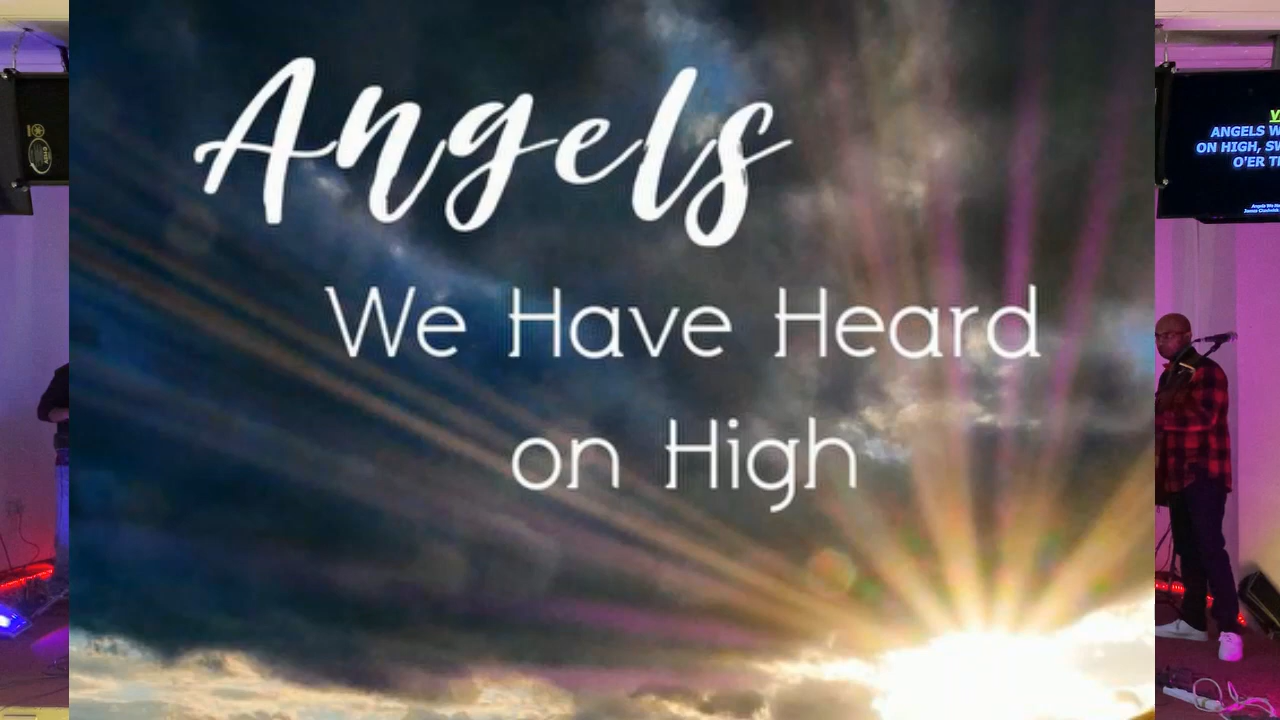 Angels
We Have Heard
on High
V
ANGELS W
ON HIGH, SW
O'ER T